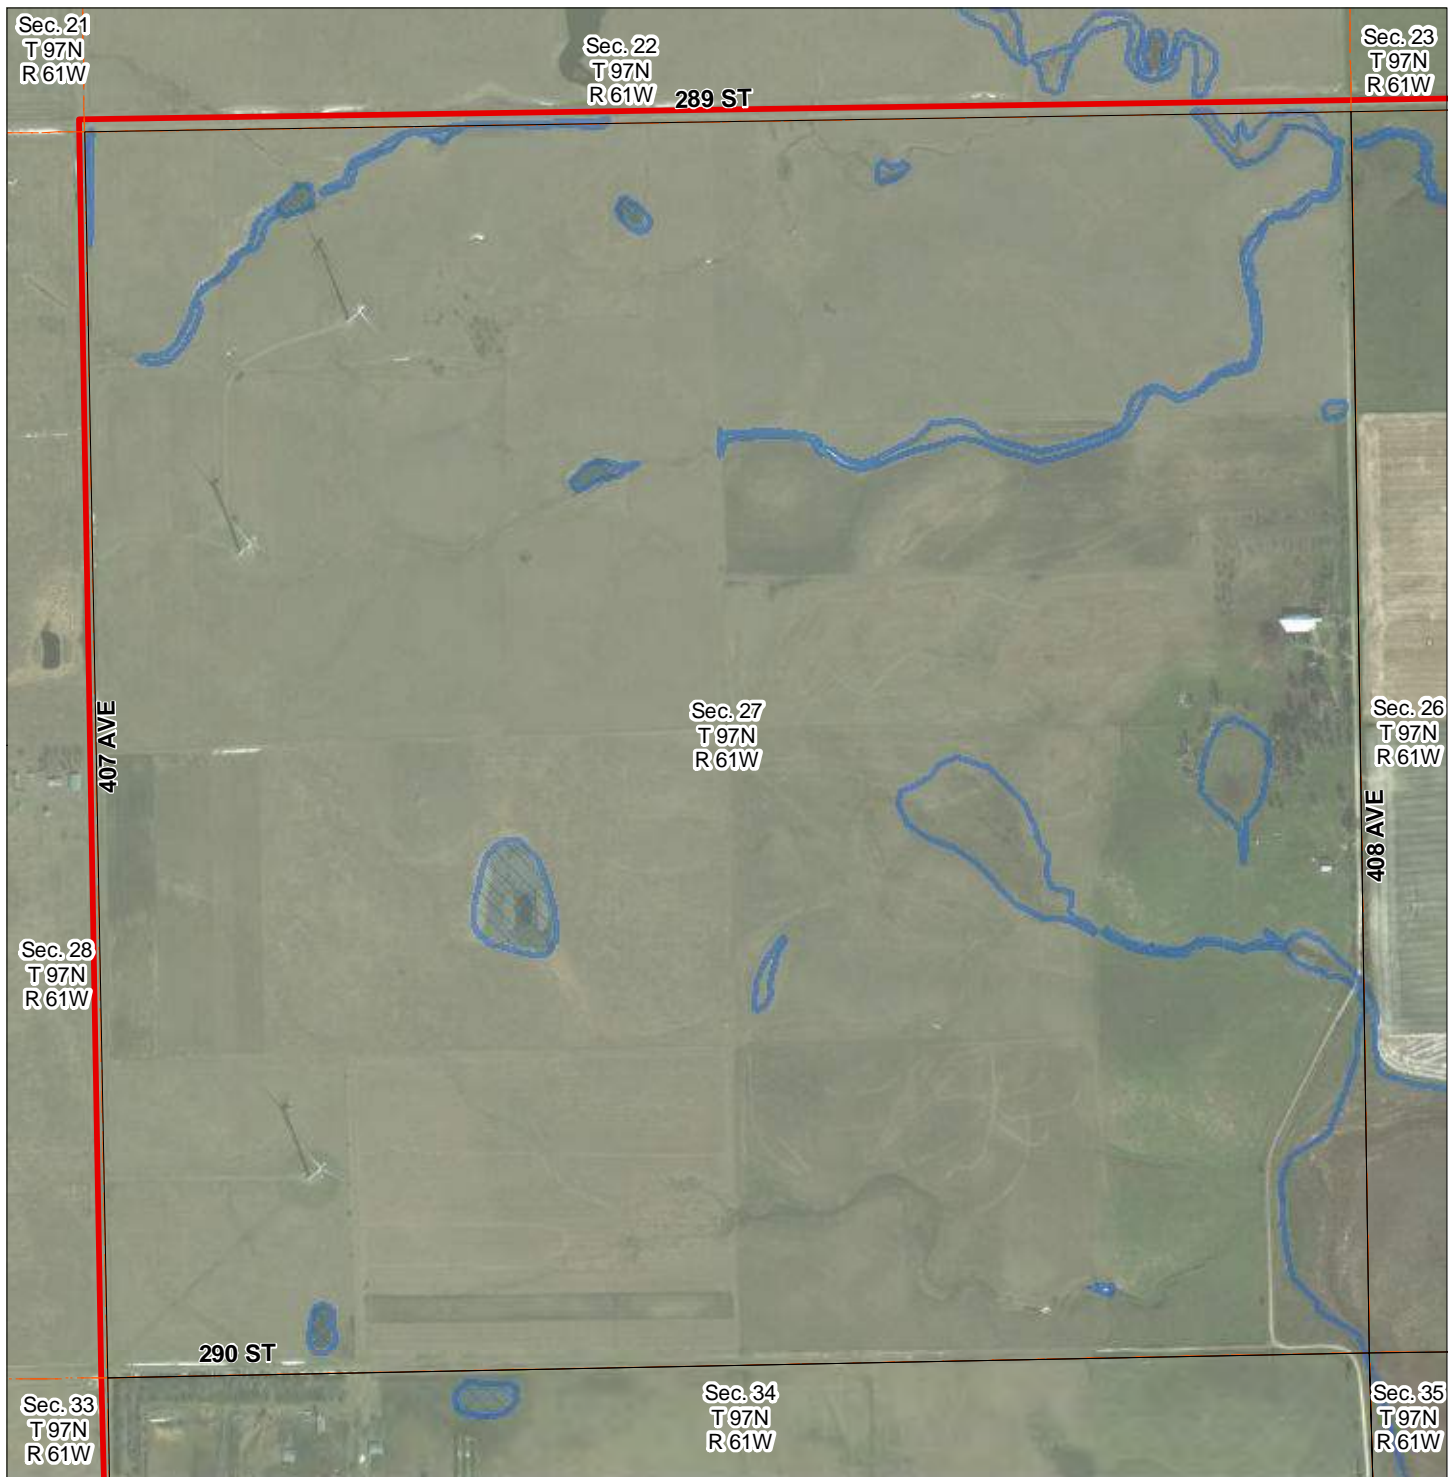 Sec. 21
T 97N
R 61W
Sec. 22
T 97N
R 61W
Sec. 23
T 97N
R 61W
289 ST
407 AVE
Sec. 27
T 97N
R 61W
Sec. 26
T 97N
R 61W
408 AVE
Sec. 28
T 97N
R 61W
290 ST
Sec. 33
T 97N
R 61W
Sec. 34
T 97N
R 61W
Sec. 35
T 97N
R 61W